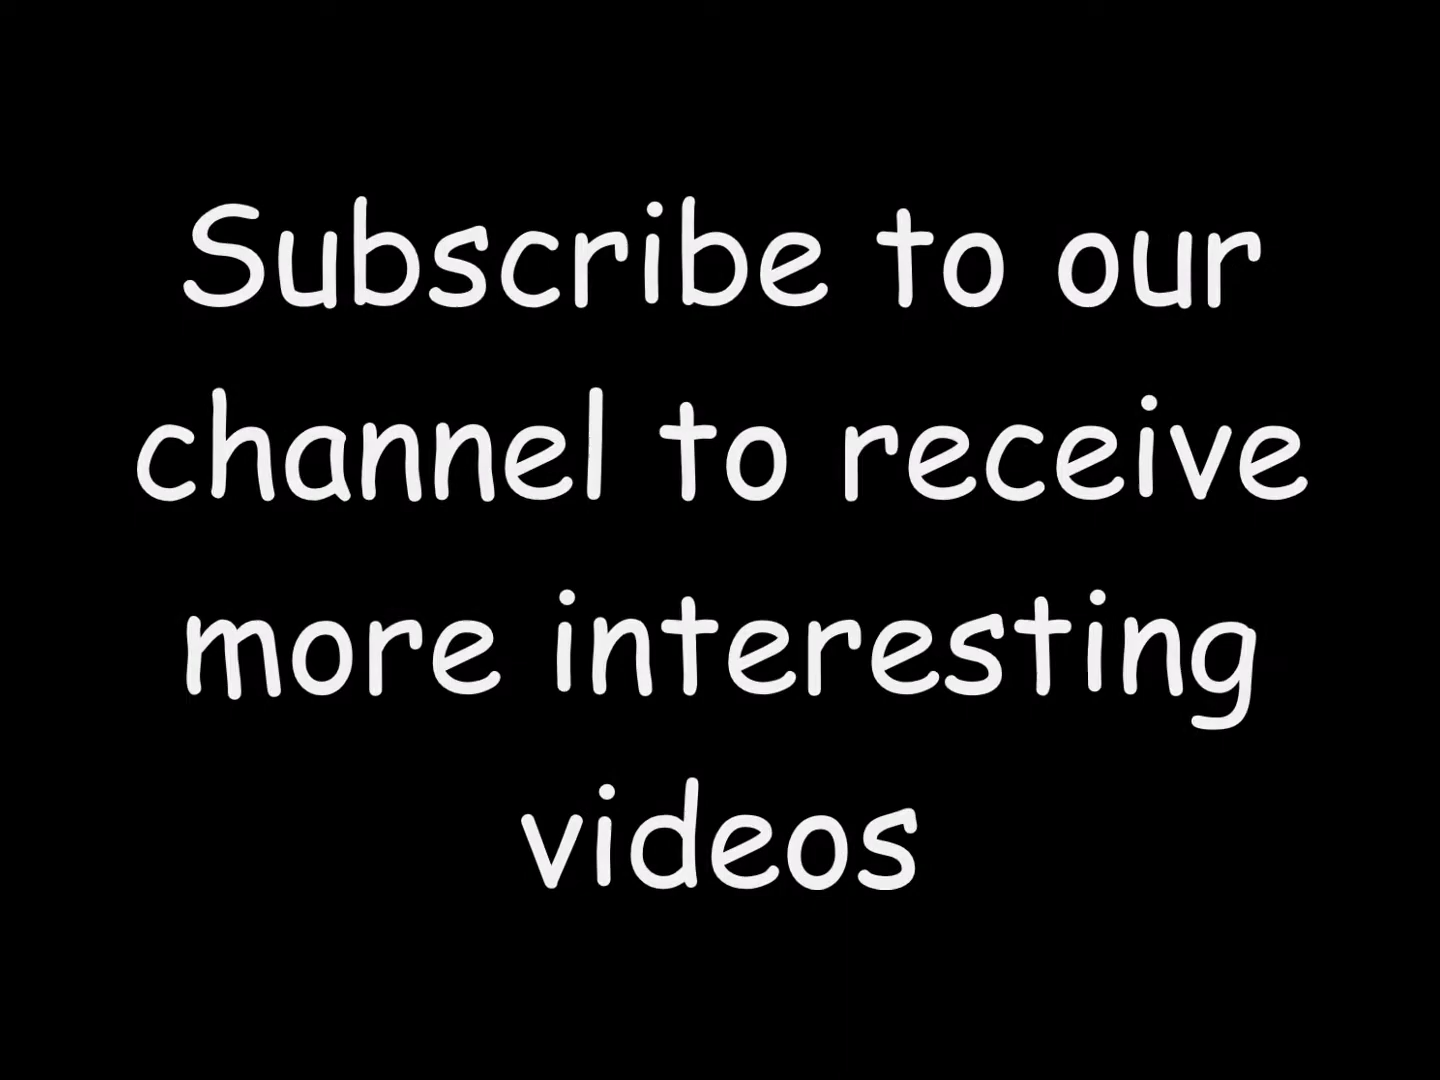 Subscribe to our
channel to receive
more interesting
videos